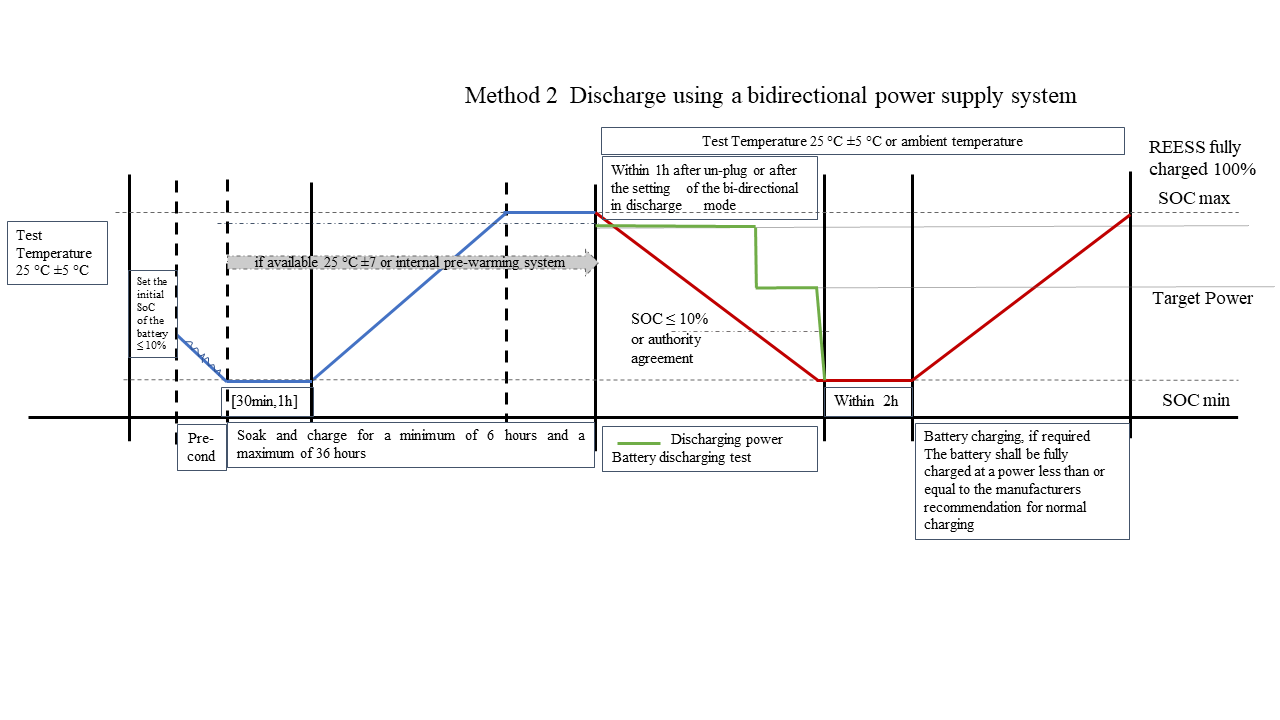 Method 2 Discharge using a bidirectional power supply system
Test Temperature 25 °C ±5 °C or ambient temperature
REESS fully
charged 100%
Within 1h after un-plug or after
the setting of the bi-directional
in discharge mode
SOC max
Test
Temperature
25 °C ±5 °C
if available 25 °C ±7 or internal pre-warming system
Set the
initial
SoC
of the
battery
≤ 10%
Target Power
SOC ≤ 10%
or authority
agreement
[30min,1h]
Within 2h
SOC min
Pre-
cond
Soak and charge for a minimum of 6 hours and a
maximum of 36 hours
Discharging power
Battery discharging test
Battery charging, if required
The battery shall be fully
charged at a power less than or
equal to the manufacturers
recommendation for normal
charging